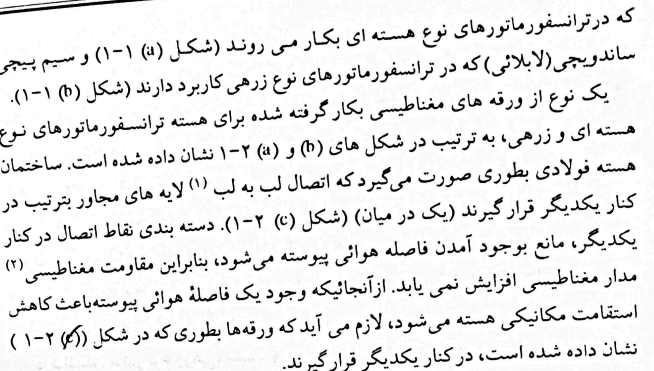 که درترانسفورماتورهای نوع هسته ای بکار می روند (شکل (a) ۱-۱) و سیم پیچی
ساندویچی(لابلائی)که در ترانسفورماتورهای نوع زرهی کاربرد دارند (شکل (b) ۱-۱).
یک نوع از ورقه های مغناطیسی بکار گرفته شده برای هسته ترانسفورماتورهای نوع
هسته ای و زرهی، به ترتیب در شکل های (b) و (a) ۱-۲ نشان داده شده است. ساختمان
هسته فولادی بطوری صورت می‌گیرد که اتصال لب به لب (۱) لایه های مجاور بترتیب در
کنار یکدیگر قرار گیرند (یک در میان) (شکل (c) ۱-۲). دسته بندی نقاط اتصال در کنار
یکدیگر، مانع بوجود آمدن فاصله هوائی پیوسته می‌شود، بنابراین مقاومت مغناطیسی (۲)
مدار مغناطیسی افزایش نمی یابد. ازآنجائیکه وجود یک فاصلهٔ هوائی پیوسته‌باعث کاهش
استقامت مکانیکی هسته می‌شود، لازم می آید که ورقه‌ها بطوری که در شکل ((c) ۱-۲ )
نشان داده شده است، در کنار یکدیگر قرار گیرند.